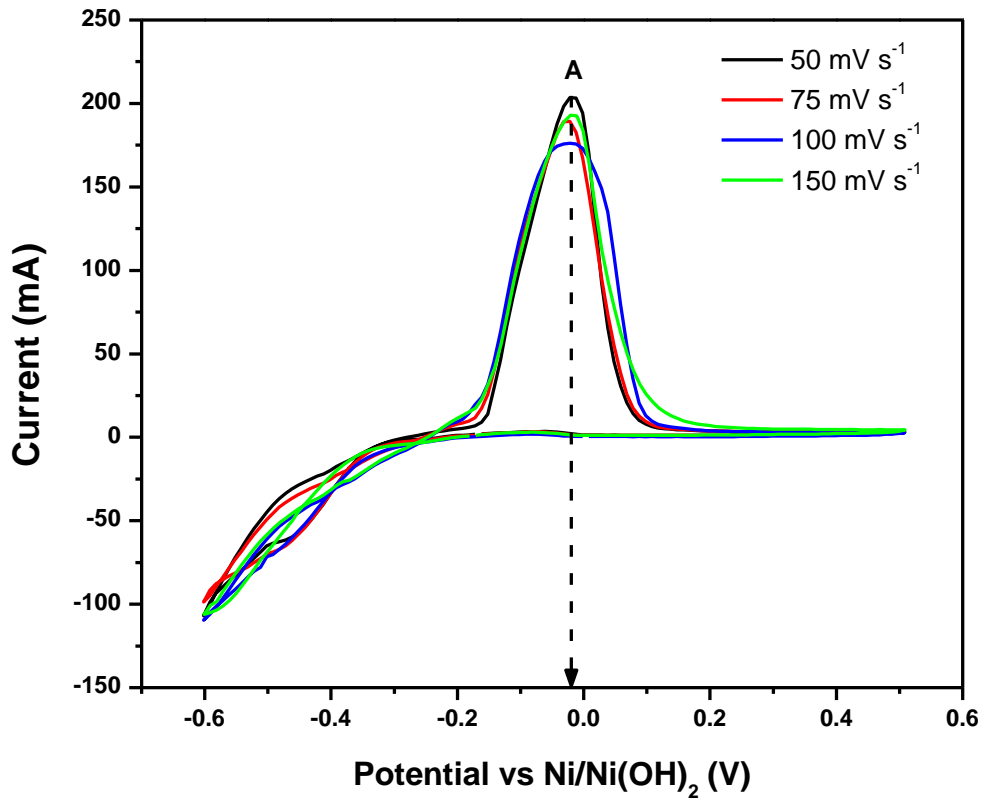 250
200
150
100
50
0
-50
-100
-150
-0.6 -0.4 -0.2 0.0 0.2 0.4 0.6
Current (mA)
Potential vs Ni/Ni(OH)₂ (V)
A
50 mV s⁻¹
75 mV s⁻¹
100 mV s⁻¹
150 mV s⁻¹